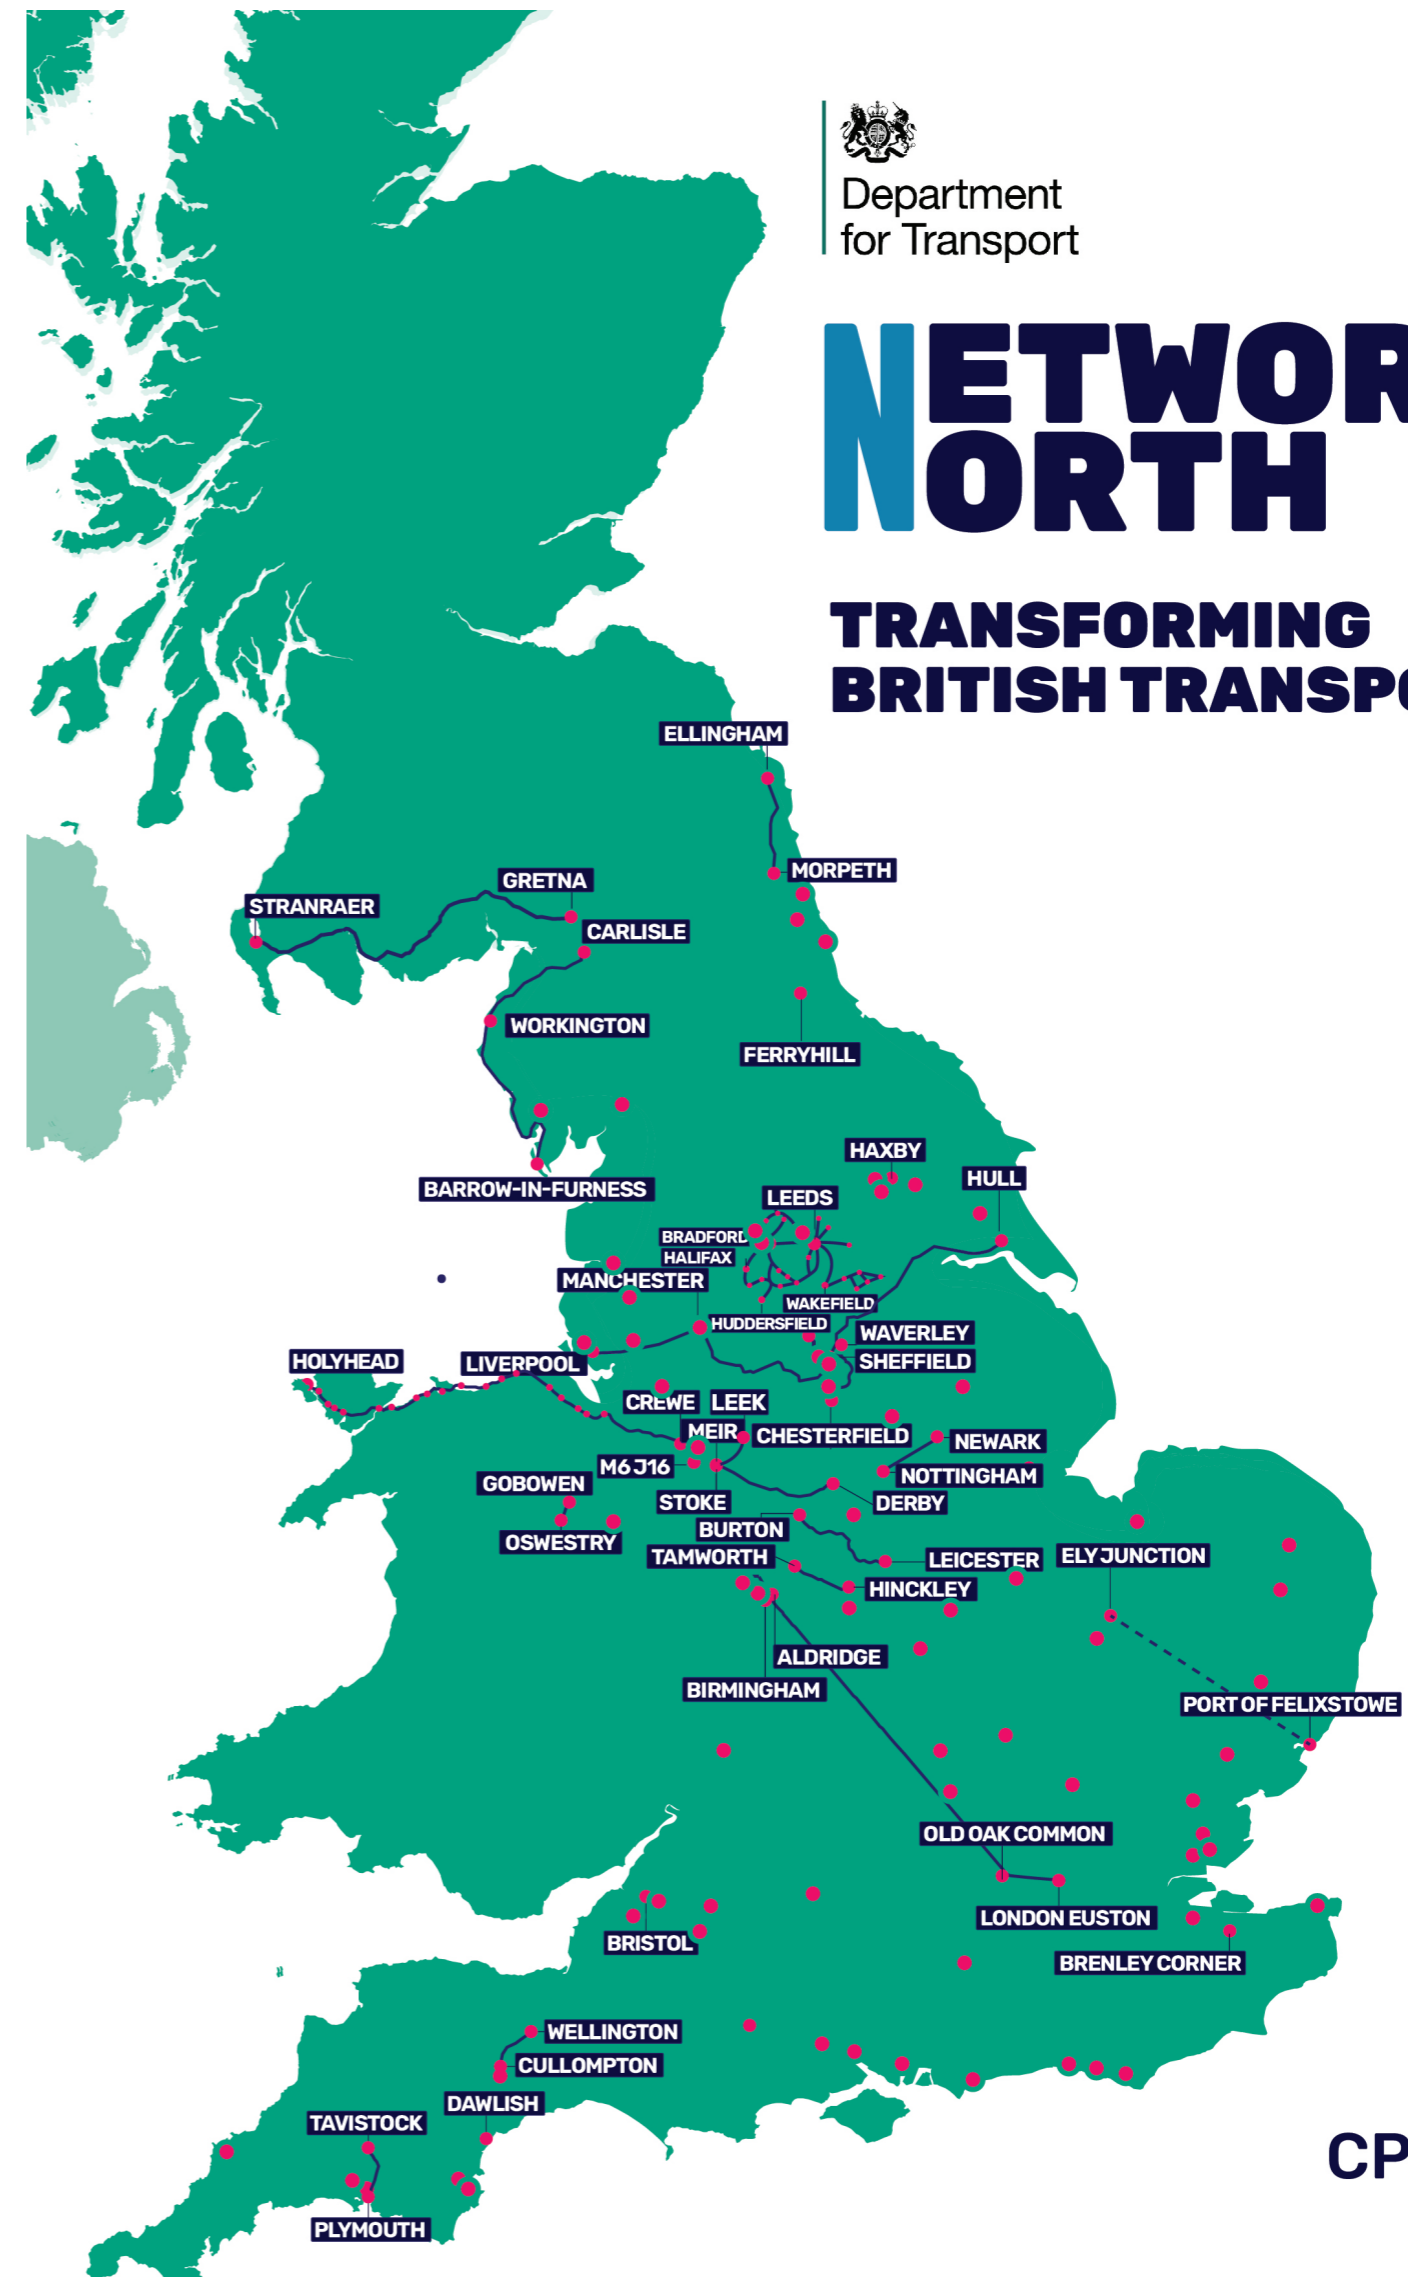 Department
for Transport
NETWOR
NORTH
TRANSFORMING
BRITISH TRANSPO
ELLINGHAM
MORPETH
GRETNA
STRANRAER
CARLISLE
WORKINGTON
FERRYHILL
HAXBY
HULL
BARROW-IN-FURNESS
LEEDS
BRADFORD
HALIFAX
MANCHESTER
WAKEFIELD
HUDDERSFIELD
WAVERLEY
HOLYHEAD
LIVERPOOL
SHEFFIELD
CREWE
LEEK
MEIR
CHESTERFIELD
NEWARK
M6 J16
NOTTINGHAM
GOBOWEN
STOKE
DERBY
BURTON
OSWESTRY
TAMWORTH
LEICESTER
ELY JUNCTION
HINCKLEY
ALDRIDGE
BIRMINGHAM
PORT OF FELIXSTOWE
OLD OAK COMMON
LONDON EUSTON
BRISTOL
BRENLEY CORNER
WELLINGTON
CULLOMPTON
DAWLISH
TAVISTOCK
CP
PLYMOUTH